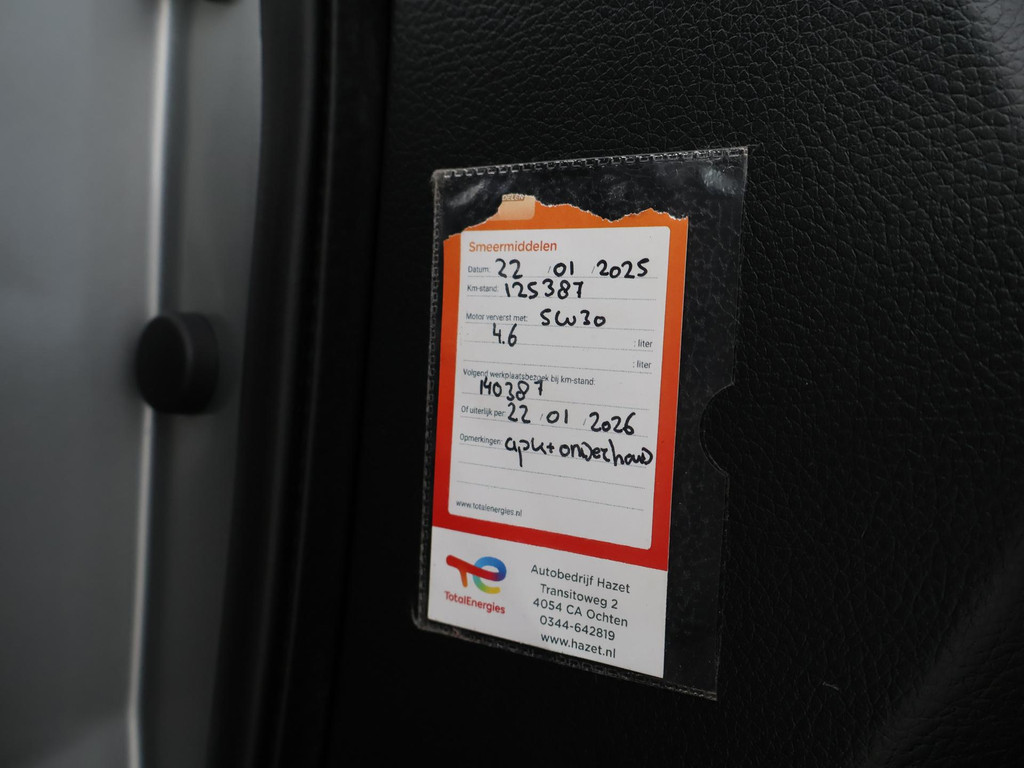 Smeermiddelen
Datum: 22 / 01 / 2025
Km-stand: 125387
Motor ververst met: 5W30
4.6 : liter
: liter
Volgend werkplaatsbezoek bij km-stand:
140387
Of uiterlijk per: 22 / 01 / 2026
Opmerkingen: apk + onderhoud
www.totalenergies.nl
TotalEnergies
Autobedrijf Hazet
Transitoweg 2
4054 CA Ochten
0344-642819
www.hazet.nl